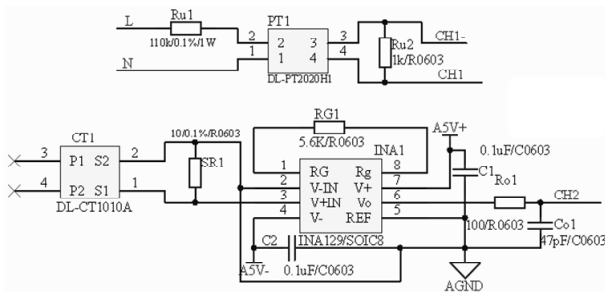 L
Ru1
110k/0.1%/1W
N
PT1
2
1
2 3
1 4
3
4
DL-PT2020H1
Ru2
1k/R0603
CH1-
CH1
CT1
3
4
P1 S2
P2 S1
2
1
DL-CT1010A
10/0.1%/R0603
SR1
RG1
5.6K/R0603
INA1
1
2
3
4
RG Rg
V-IN V+
V+IN Vo
V- REF
8
7
6
5
INA129/SOIC8
A5V+
0.1uF/C0603
C1
Ro1
100/R0603
CH2
Co1
47pF/C0603
C2
A5V-
0.1uF/C0603
AGND